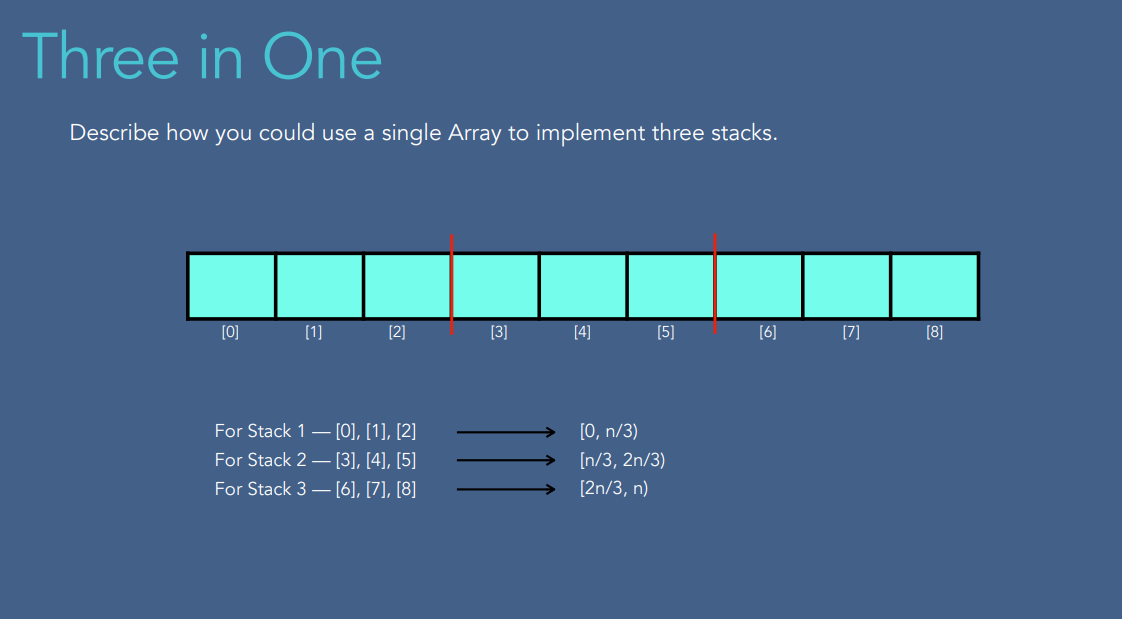 Three in One
Describe how you could use a single Array to implement three stacks.
[0] [1] [2] [3] [4] [5] [6] [7] [8]
For Stack 1 — [0], [1], [2] [0, n/3)
For Stack 2 — [3], [4], [5] [n/3, 2n/3)
For Stack 3 — [6], [7], [8] [2n/3, n)